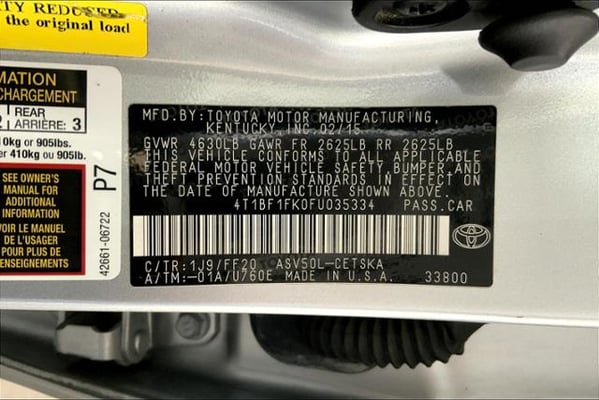 TY REDUCED
the original load
MATION
CHARGEMENT
2 REAR
ARRIÈRE: 3
0kg or 905lbs.
r 410kg ou 905lb.
SEE OWNER'S
MANUAL FOR
ADDITIONAL
INFORMATION
VOIR LE MANUEL
DE L'USAGER
POUR PLUS DE
RENSEIGNEMENTS
P7
42661-06722
MFD.BY:TOYOTA MOTOR MANUFACTURING,
KENTUCKY,INC.02/15
GVWR 4630LB GAWR FR 2625LB RR 2625LB
THIS VEHICLE CONFORMS TO ALL APPLICABLE
FEDERAL MOTOR VEHICLE SAFETY, BUMPER,AND
THEFT PREVENTION STANDARDS IN EFFECT ON
THE DATE OF MANUFACTURE SHOWN ABOVE.
4T1BF1FK0FU035334 PASS.CAR
C/TR:1J9/FF20 ASV50L-CETSKA
A/TM:-01A/U760E MADE IN U.S.A. 33800